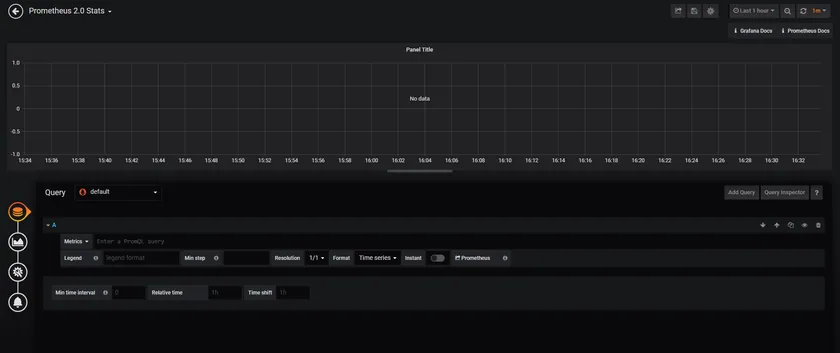 Prometheus 2.0 Stats
Last 1 hour
1m
Grafana Docs
Prometheus Docs
Panel Title
1.0
0.5
0
-0.5
-1.0
No data
15:34 15:36 15:38 15:40 15:42 15:44 15:46 15:48 15:50 15:52 15:54 15:56 15:58 16:00 16:02 16:04 16:06 16:08 16:10 16:12 16:14 16:16 16:18 16:20 16:22 16:24 16:26 16:28 16:30 16:32
Query default Add Query Query Inspector ?
A
Metrics Enter a PromQL query
Legend legend format Min step Resolution 1/1 Format Time series Instant Prometheus
Min time interval 0 Relative time 1h Time shift 1h